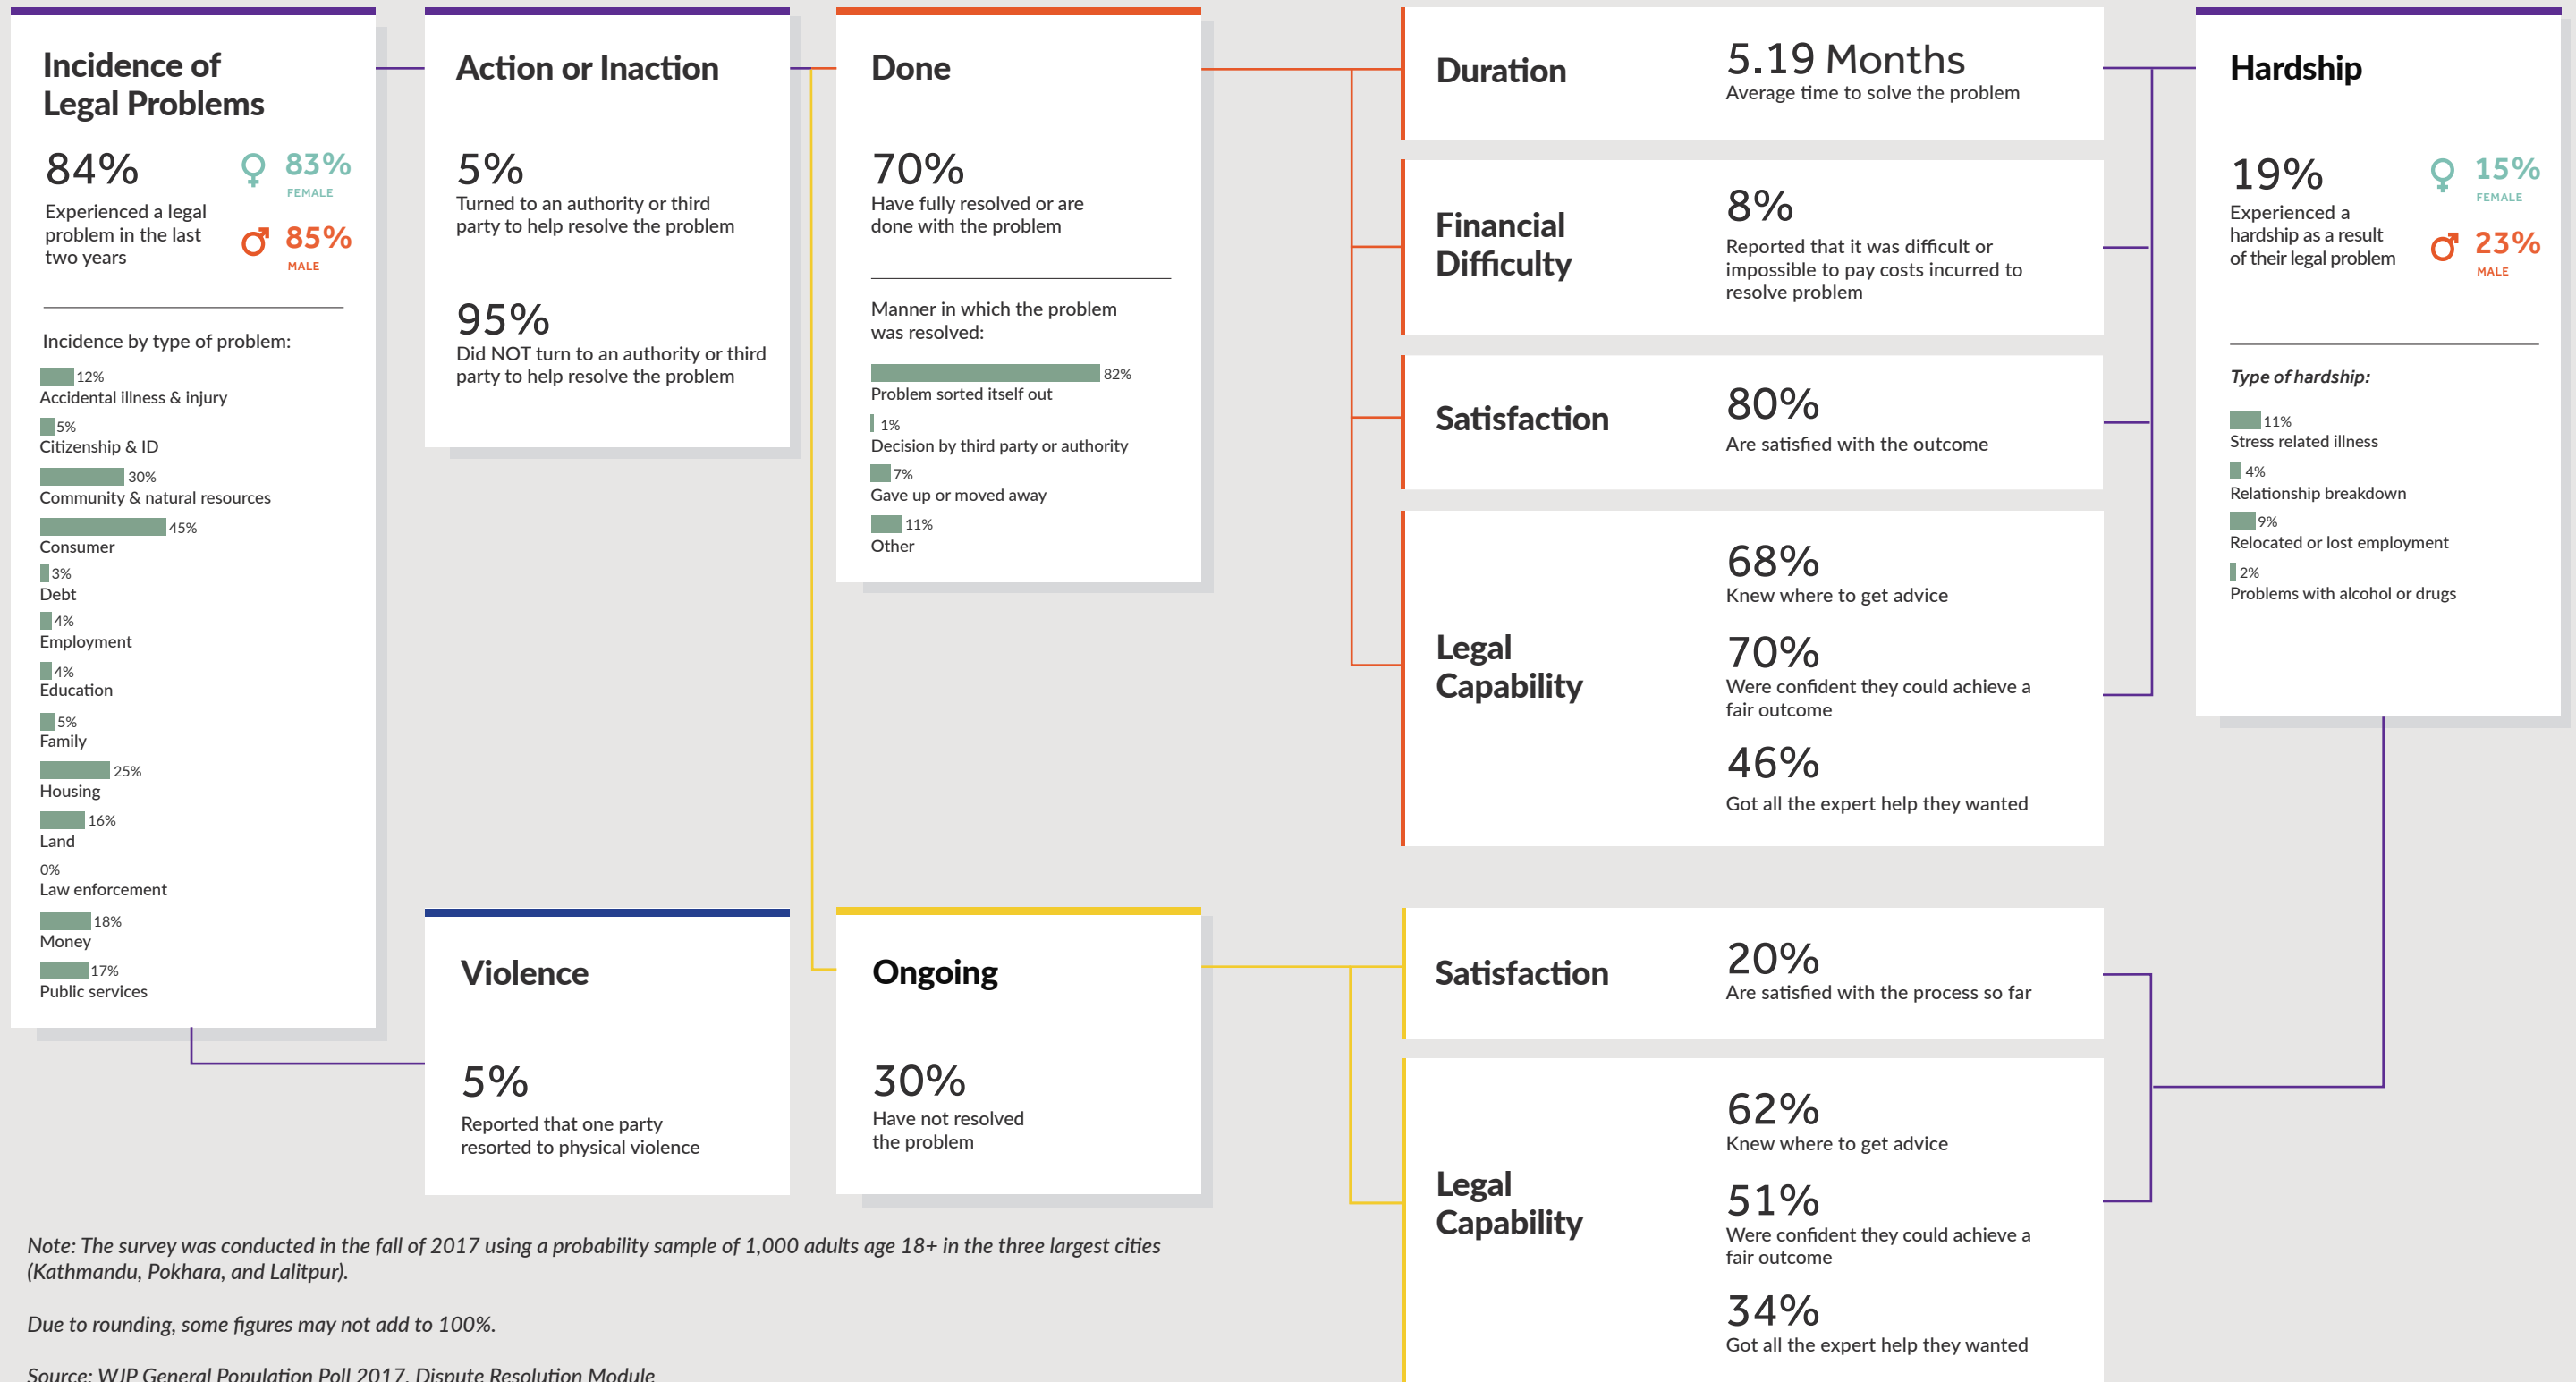 Incidence of
Legal Problems
84%
Experienced a legal
problem in the last
two years
83%
FEMALE
85%
MALE
Incidence by type of problem:
12%
Accidental illness & injury
5%
Citizenship & ID
30%
Community & natural resources
45%
Consumer
3%
Debt
4%
Employment
4%
Education
5%
Family
25%
Housing
16%
Land
0%
Law enforcement
18%
Money
17%
Public services
Action or Inaction
5%
Turned to an authority or third
party to help resolve the problem
95%
Did NOT turn to an authority or third
party to help resolve the problem
Violence
5%
Reported that one party
resorted to physical violence
Done
70%
Have fully resolved or are
done with the problem
Manner in which the problem
was resolved:
82%
Problem sorted itself out
1%
Decision by third party or authority
7%
Gave up or moved away
11%
Other
Ongoing
30%
Have not resolved
the problem
Duration
5.19 Months
Average time to solve the problem
Financial
Difficulty
8%
Reported that it was difficult or
impossible to pay costs incurred to
resolve problem
Satisfaction
80%
Are satisfied with the outcome
Legal
Capability
68%
Knew where to get advice
70%
Were confident they could achieve a
fair outcome
46%
Got all the expert help they wanted
Satisfaction
20%
Are satisfied with the process so far
Legal
Capability
62%
Knew where to get advice
51%
Were confident they could achieve a
fair outcome
34%
Got all the expert help they wanted
Hardship
19%
Experienced a
hardship as a result
of their legal problem
15%
FEMALE
23%
MALE
Type of hardship:
11%
Stress related illness
4%
Relationship breakdown
9%
Relocated or lost employment
2%
Problems with alcohol or drugs
Note: The survey was conducted in the fall of 2017 using a probability sample of 1,000 adults age 18+ in the three largest cities
(Kathmandu, Pokhara, and Lalitpur).
Due to rounding, some figures may not add to 100%.
Source: WJP General Population Poll 2017, Dispute Resolution Module